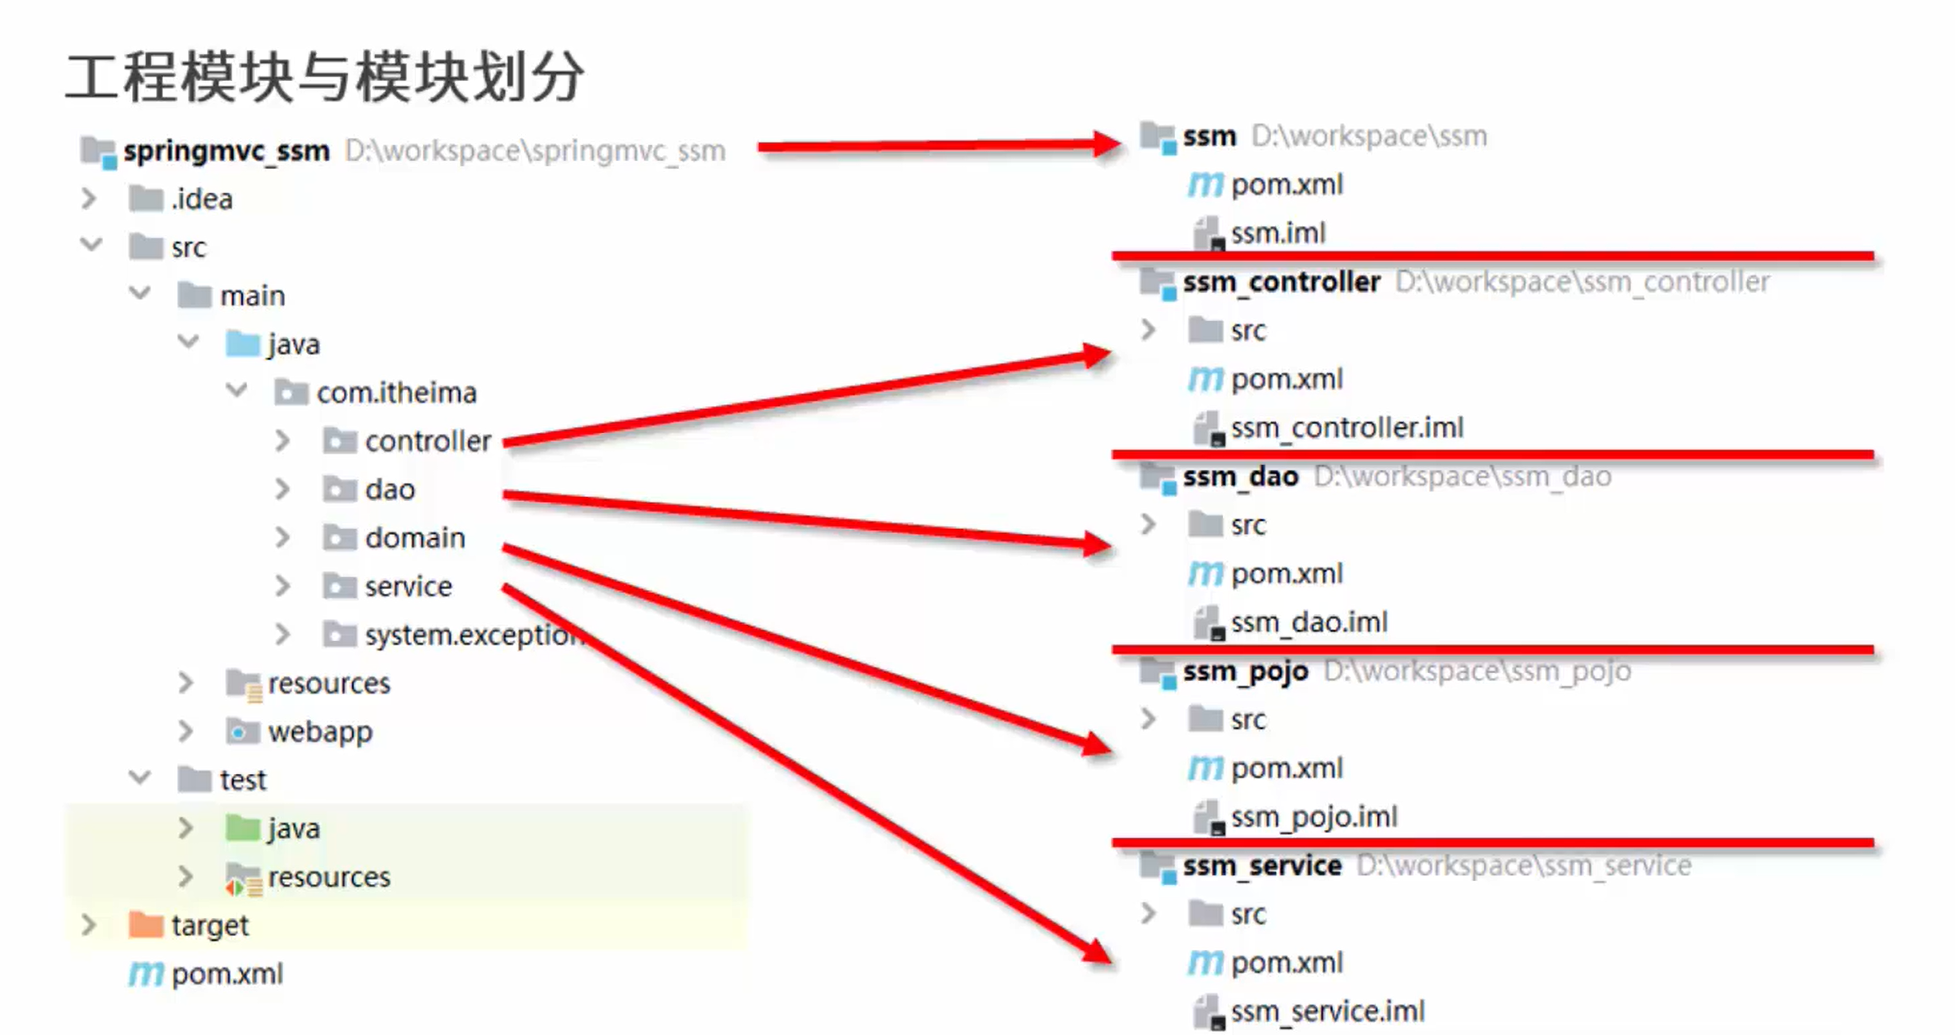 工程模块与模块划分
springmvc_ssm D:\workspace\springmvc_ssm
.idea
src
main
java
com.itheima
controller
dao
domain
service
system.exception
resources
webapp
test
java
resources
target
pom.xml
ssm D:\workspace\ssm
pom.xml
ssm.iml
ssm_controller D:\workspace\ssm_controller
src
pom.xml
ssm_controller.iml
ssm_dao D:\workspace\ssm_dao
src
pom.xml
ssm_dao.iml
ssm_pojo D:\workspace\ssm_pojo
src
pom.xml
ssm_pojo.iml
ssm_service D:\workspace\ssm_service
src
pom.xml
ssm_service.iml